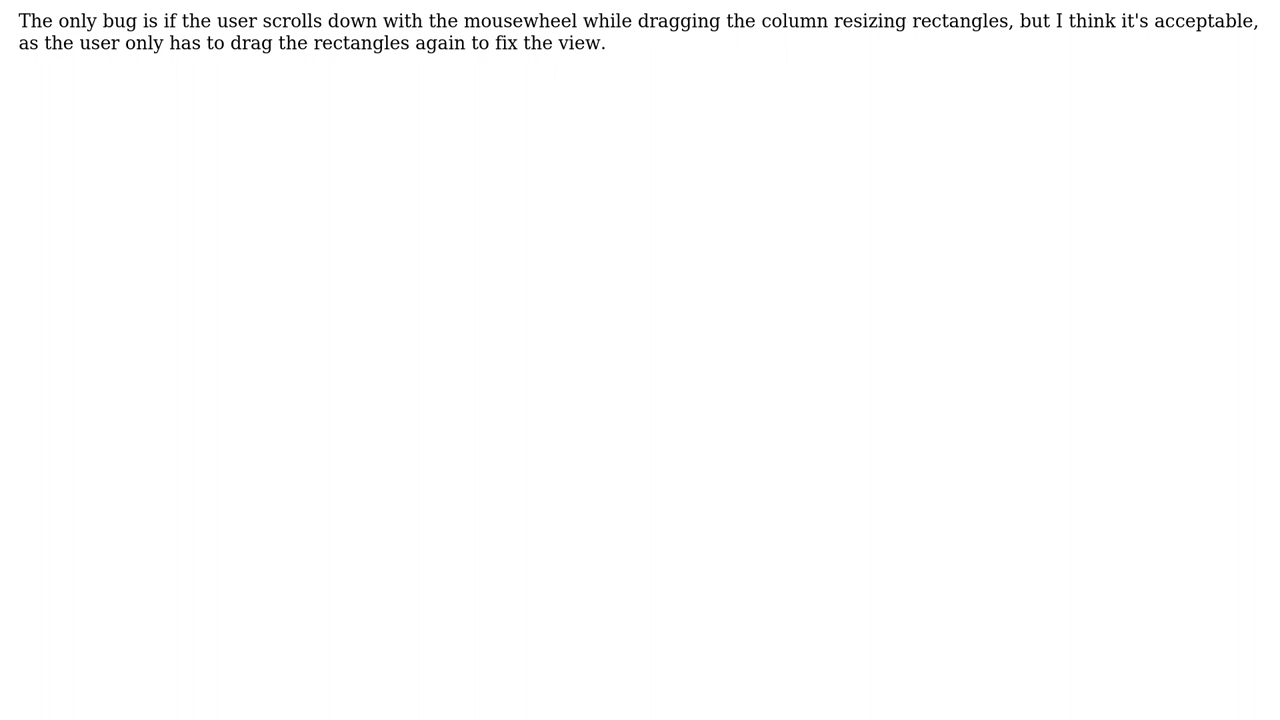 The only bug is if the user scrolls down with the mousewheel while dragging the column resizing rectangles, but I think it's acceptable,
as the user only has to drag the rectangles again to fix the view.